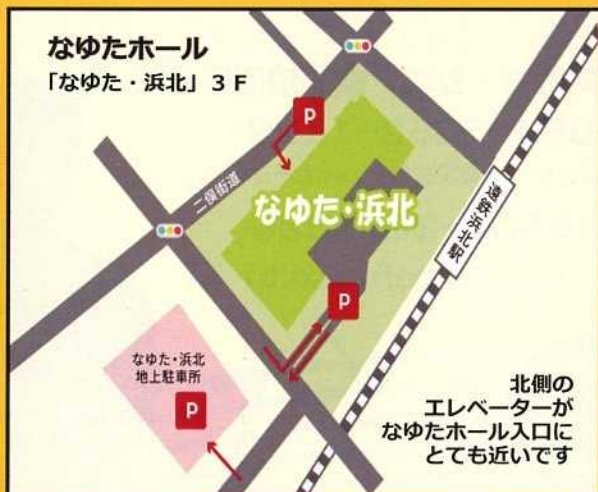 なゆたホール
「なゆた・浜北」3F
P
二俣街道
なゆた・浜北
遠鉄浜北駅
P
なゆた・浜北
地上駐車所
P
北側の
エレベーターが
なゆたホール入口に
とても近いです